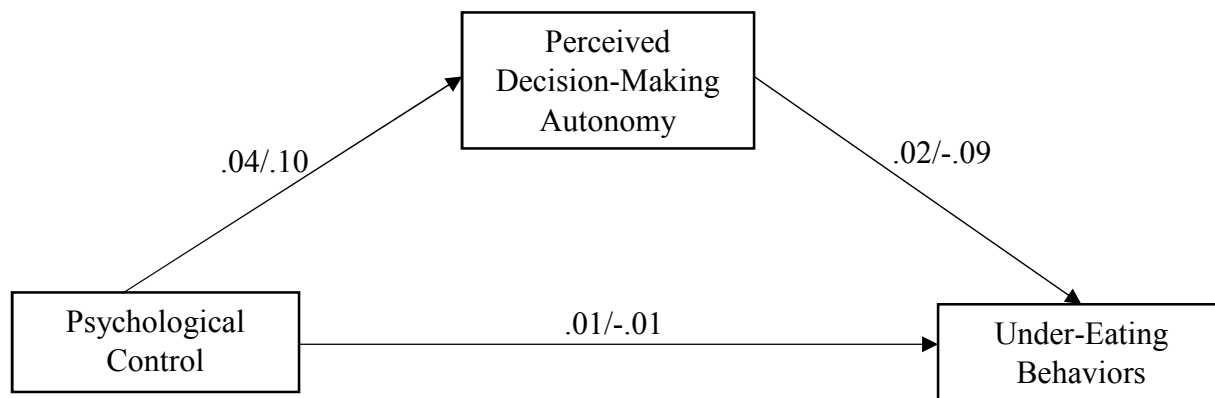 Perceived
Decision-Making
Autonomy
.04/.10
.02/-.09
Psychological
Control
.01/-.01
Under-Eating
Behaviors